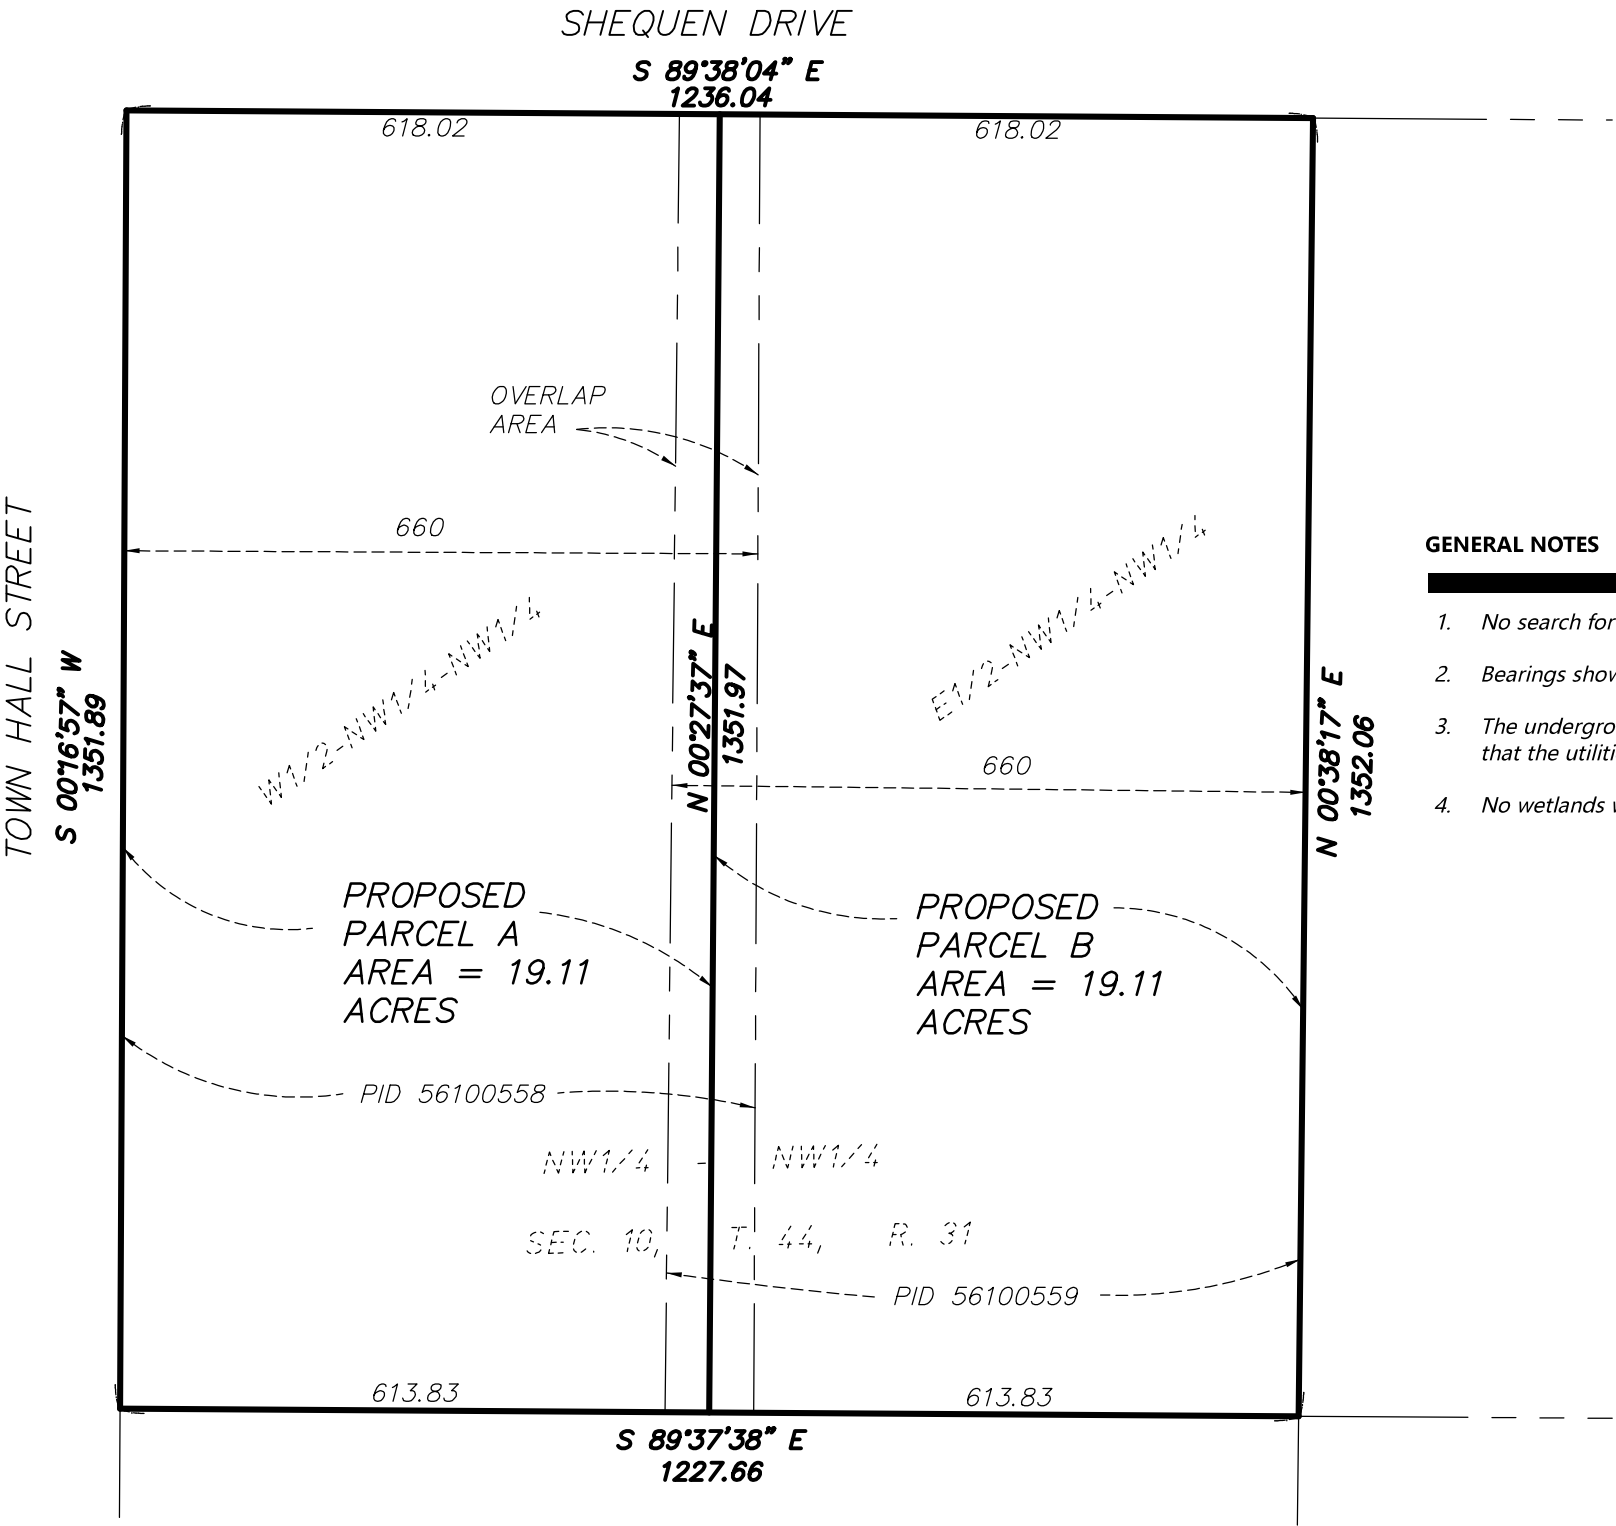 SHEQUEN DRIVE
S 89°38'04" E
1236.04
618.02
618.02
OVERLAP
AREA
660
W1/2-NW1/4-NW1/4
E1/2-NW1/4-NW1/4
TOWN HALL STREET
S 00°16'57" W
1351.89
N 00°27'37" E
1351.97
660
N 00°38'17" E
1352.06
PROPOSED
PARCEL A
AREA = 19.11
ACRES
PROPOSED
PARCEL B
AREA = 19.11
ACRES
PID 56100558
NW1/4 - NW1/4
SEC. 10, T. 44, R. 31
PID 56100559
613.83
613.83
S 89°37'38" E
1227.66
GENERAL NOTES
1. No search for
2. Bearings show
3. The undergro
that the utiliti
4. No wetlands